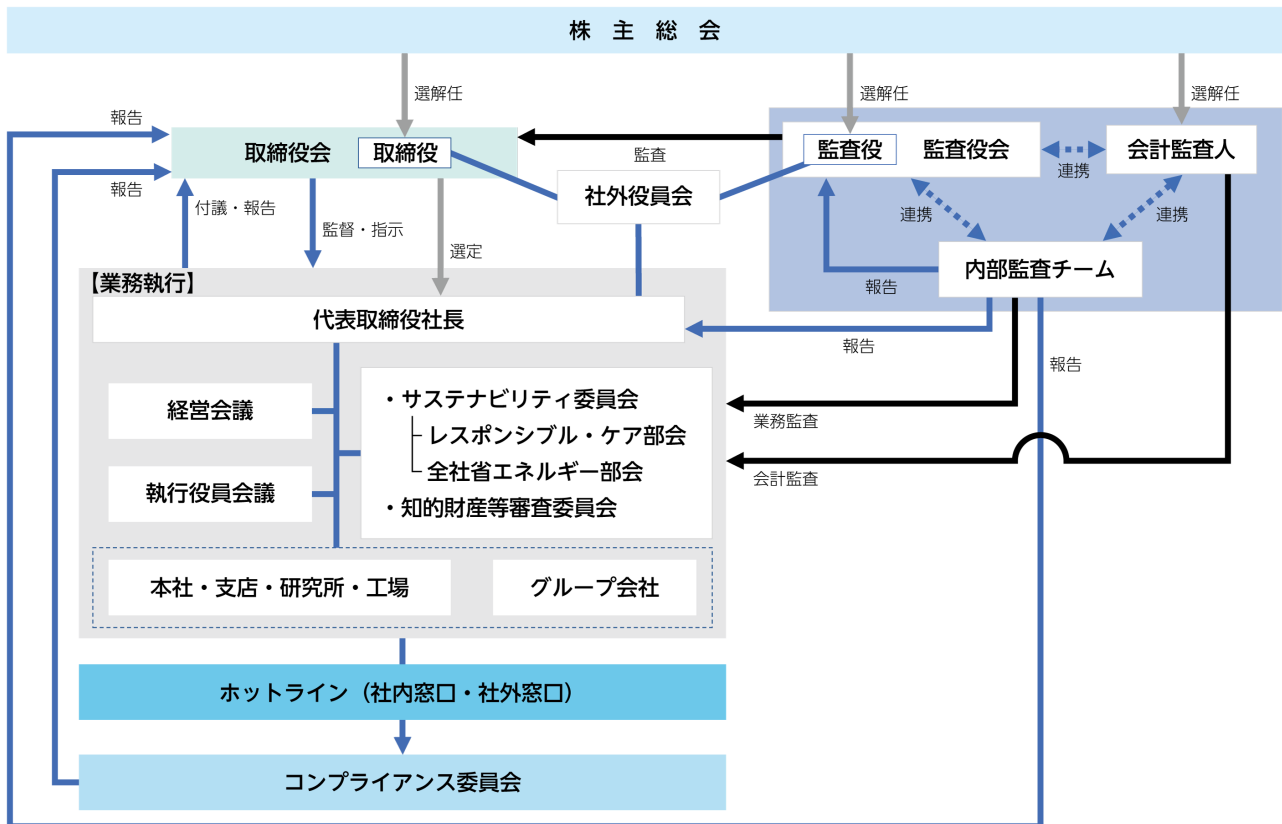 株主総会
選解任
選解任
選解任
報告
報告
取締役会
取締役
監査
監査役
監査役会
連携
会計監査人
社外役員会
付議・報告
監督・指示
選定
連携
連携
報告
内部監査チーム
【業務執行】
代表取締役社長
報告
報告
経営会議
執行役員会議
・サステナビリティ委員会
レスポンシブル・ケア部会
全社省エネルギー部会
・知的財産等審査委員会
業務監査
会計監査
本社・支店・研究所・工場
グループ会社
ホットライン（社内窓口・社外窓口）
コンプライアンス委員会